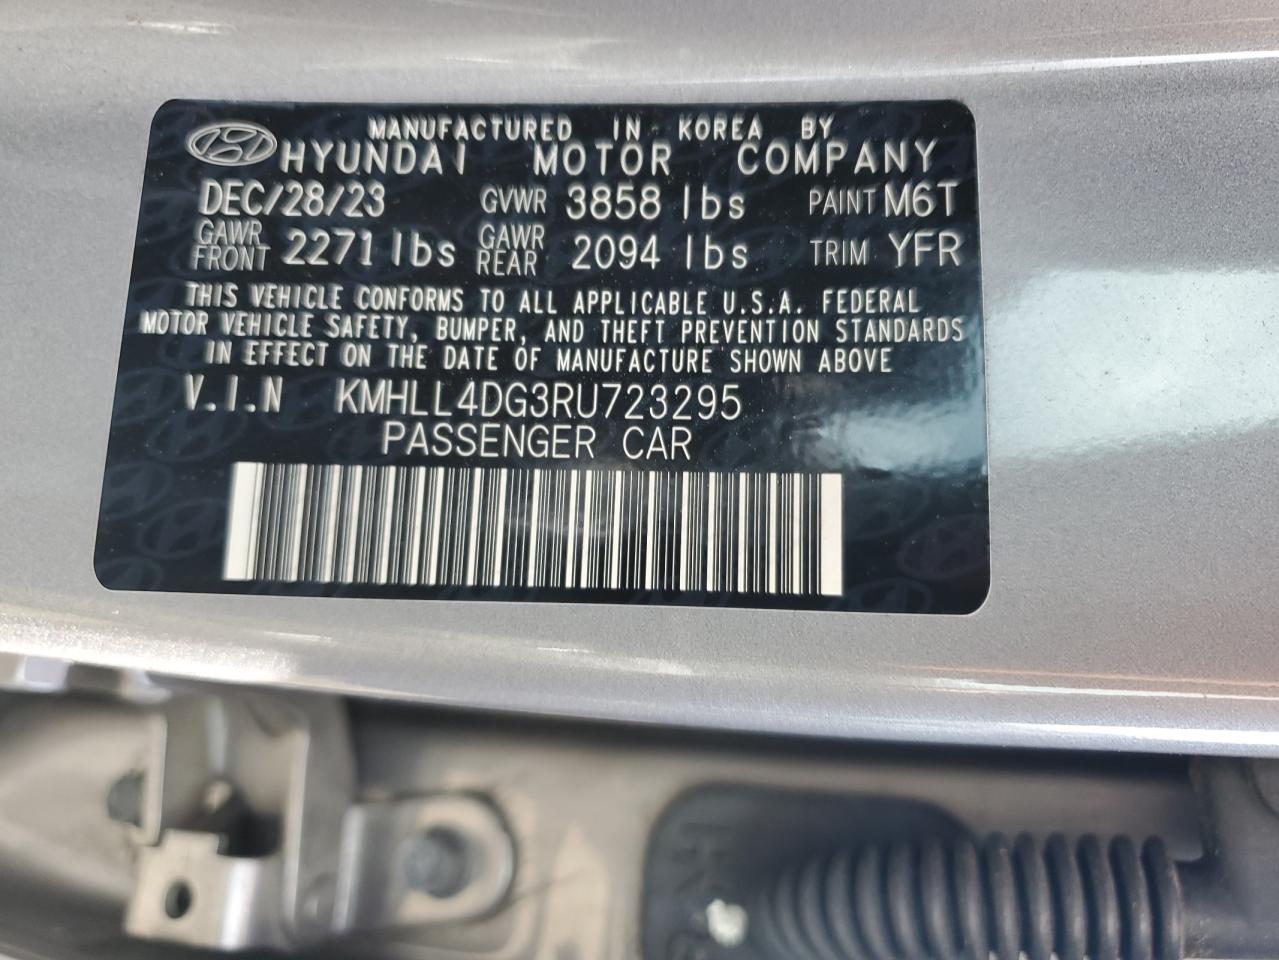 MANUFACTURED IN KOREA BY
HYUNDAI MOTOR COMPANY
DEC/28/23 GVWR 3858 lbs PAINT M6T
GAWR FRONT 2271 lbs GAWR REAR 2094 lbs TRIM YFR
THIS VEHICLE CONFORMS TO ALL APPLICABLE U.S.A. FEDERAL
MOTOR VEHICLE SAFETY, BUMPER, AND THEFT PREVENTION STANDARDS
IN EFFECT ON THE DATE OF MANUFACTURE SHOWN ABOVE
V.I.N KMHLL4DG3RU723295
PASSENGER CAR